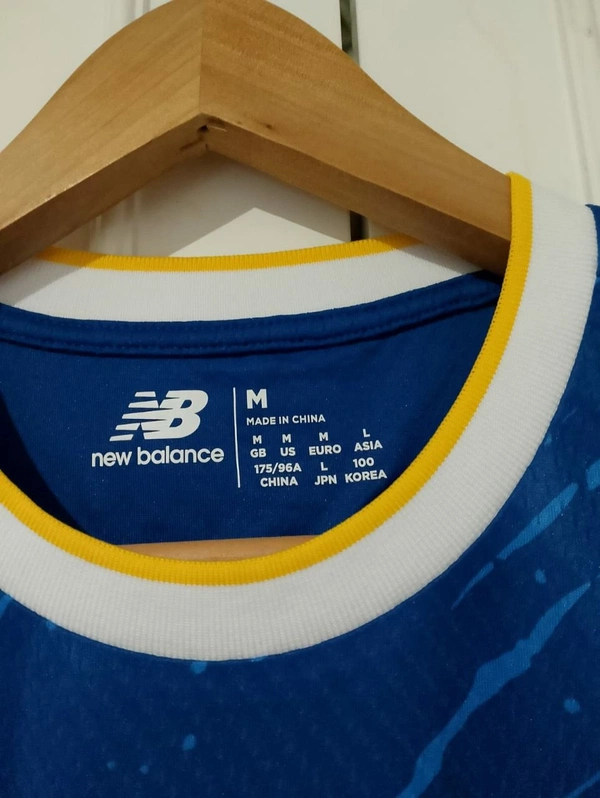 NB
new balance
M
MADE IN CHINA
M M M L
GB US EURO ASIA
175/96A L 100
CHINA JPN KOREA